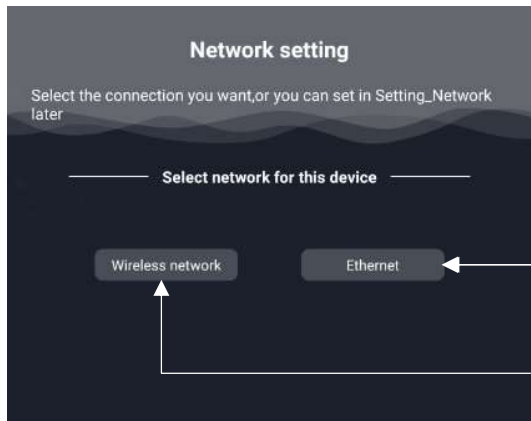 Network setting
Select the connection you want,or you can set in Setting_Network
later
Select network for this device
Wireless network
Ethernet